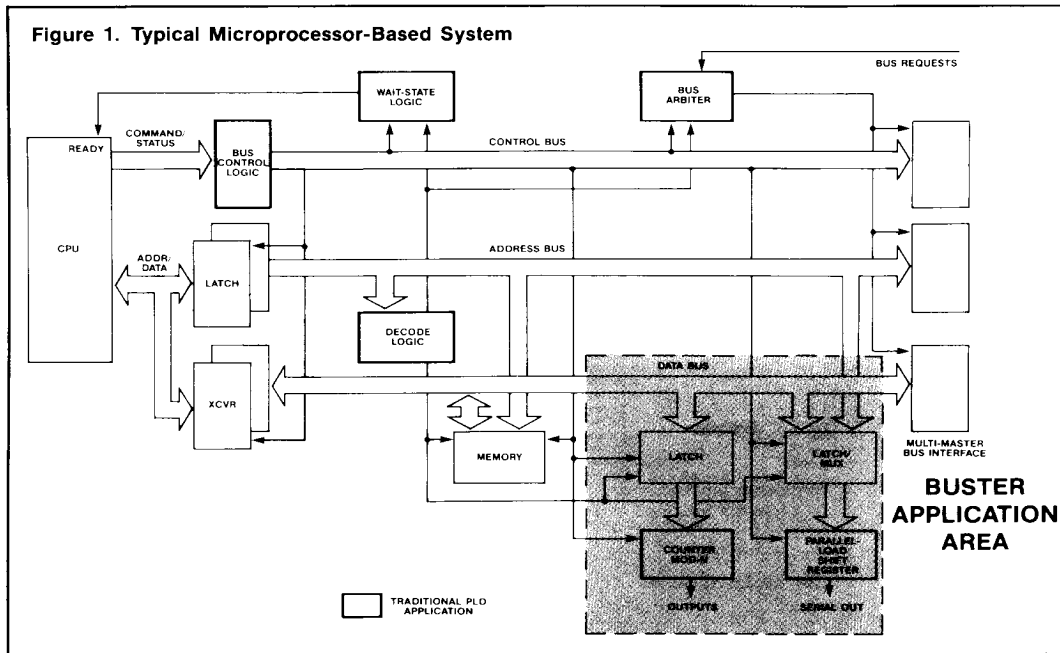 Figure 1. Typical Microprocessor-Based System
BUS REQUESTS
WAIT-STATE
LOGIC
BUS
ARBITER
READY
COMMAND/
STATUS
BUS
CONTROL
LOGIC
CONTROL BUS
CPU
ADDR/
DATA
LATCH
ADDRESS BUS
DECODE
LOGIC
XCVR
DATA BUS
MEMORY
LATCH
LATCH/
MUX
MULTI-MASTER
BUS INTERFACE
BUSTER
APPLICATION
AREA
COUNTER
MOD-N
PARALLEL-
LOAD
SHIFT
REGISTER
OUTPUTS
SERIAL OUT
TRADITIONAL PLD
APPLICATION